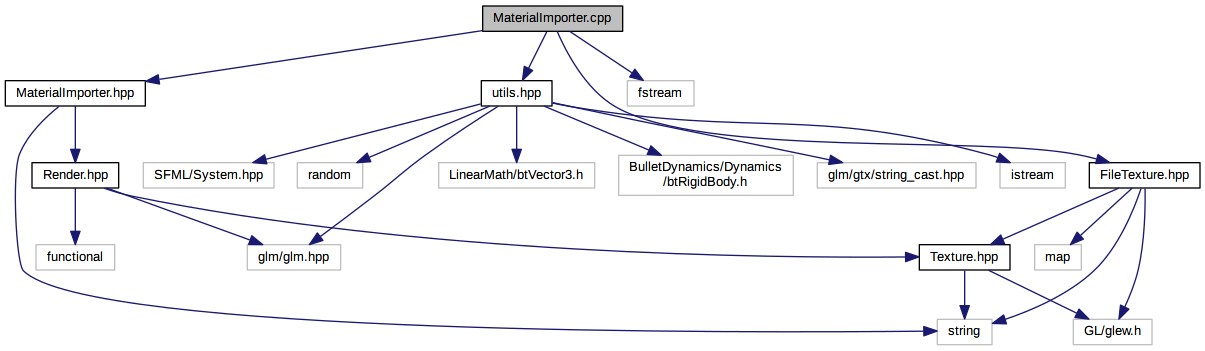 MaterialImporter.cpp
MaterialImporter.hpp
utils.hpp
fstream
Render.hpp
SFML/System.hpp
random
LinearMath/btVector3.h
BulletDynamics/Dynamics
/btRigidBody.h
glm/gtx/string_cast.hpp
istream
FileTexture.hpp
functional
glm/glm.hpp
Texture.hpp
map
string
GL/glew.h